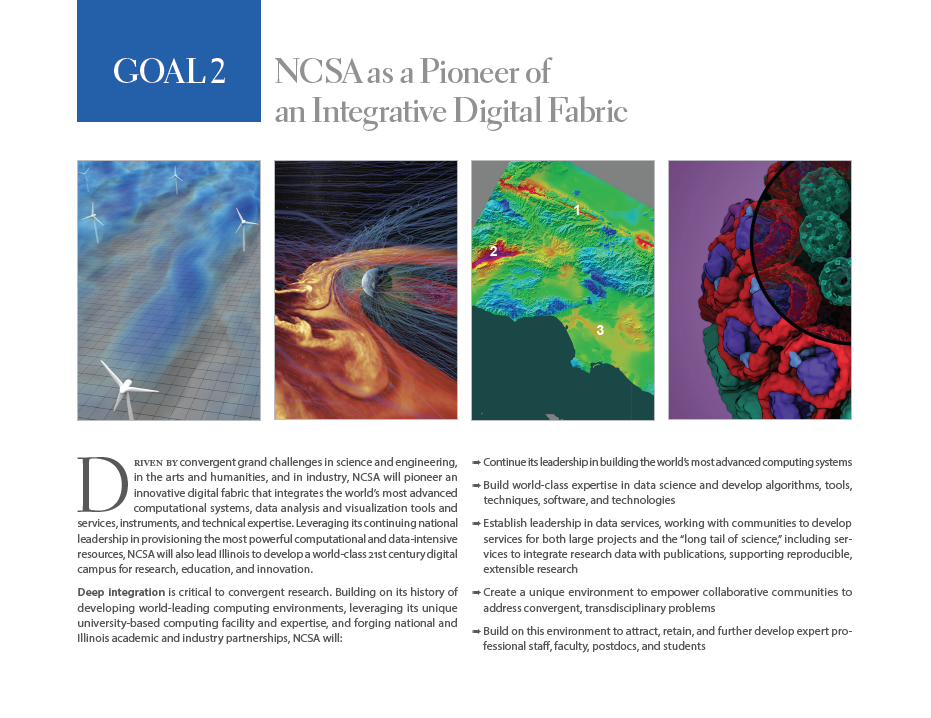 GOAL 2
NCSA as a Pioneer of
an Integrative Digital Fabric
1
2
3
DRIVEN BY convergent grand challenges in science and engineering,
in the arts and humanities, and in industry, NCSA will pioneer an
innovative digital fabric that integrates the world's most advanced
computational systems, data analysis and visualization tools and
services, instruments, and technical expertise. Leveraging its continuing national
leadership in provisioning the most powerful computational and data-intensive
resources, NCSA will also lead Illinois to develop a world-class 21st century digital
campus for research, education, and innovation.
Deep integration is critical to convergent research. Building on its history of
developing world-leading computing environments, leveraging its unique
university-based computing facility and expertise, and forging national and
Illinois academic and industry partnerships, NCSA will:
➡ Continue its leadership in building the world's most advanced computing systems
➡ Build world-class expertise in data science and develop algorithms, tools,
techniques, software, and technologies
➡ Establish leadership in data services, working with communities to develop
services for both large projects and the "long tail of science," including ser-
vices to integrate research data with publications, supporting reproducible,
extensible research
➡ Create a unique environment to empower collaborative communities to
address convergent, transdisciplinary problems
➡ Build on this environment to attract, retain, and further develop expert pro-
fessional staff, faculty, postdocs, and students